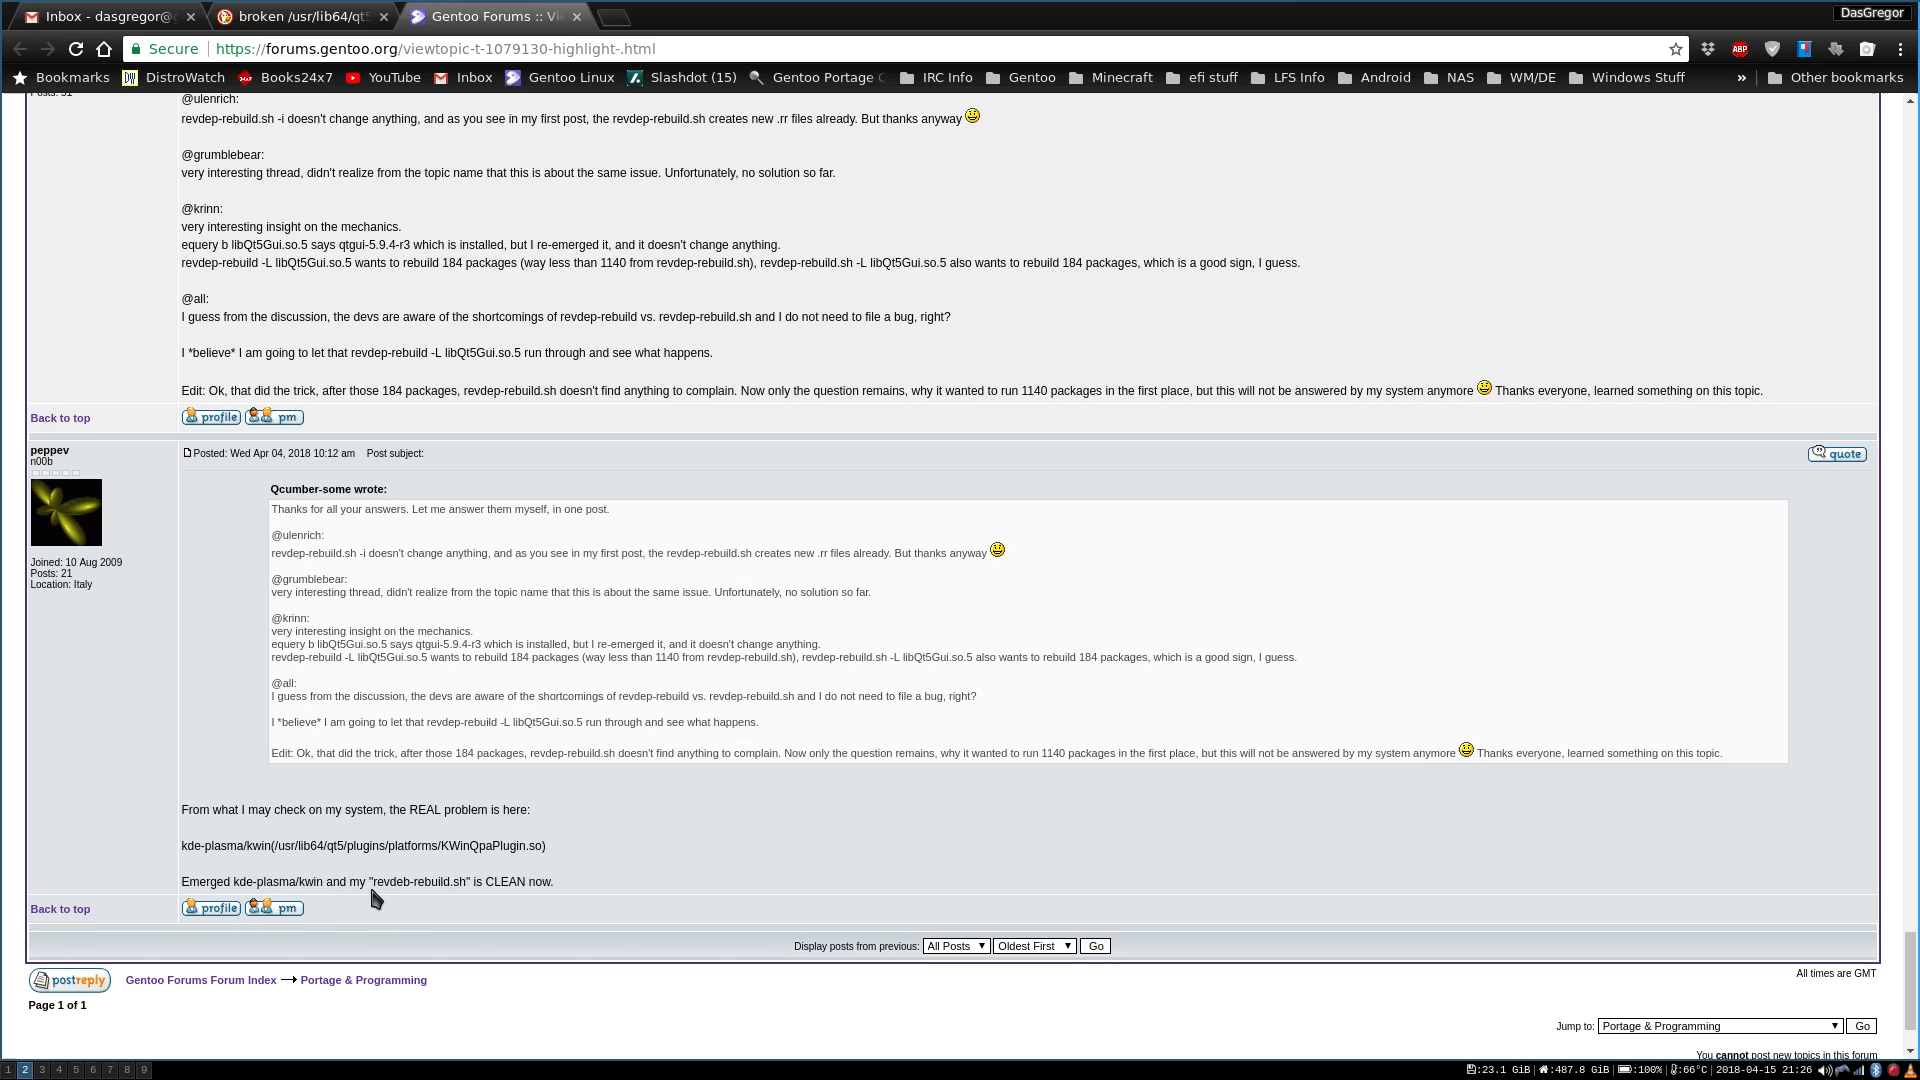 Inbox - dasgregor@g
broken /usr/lib64/qt5
Gentoo Forums :: Vi
DasGregor
Secure
https://forums.gentoo.org/viewtopic-t-1079130-highlight-.html
Bookmarks
DistroWatch
Books24x7
YouTube
Inbox
Gentoo Linux
Slashdot (15)
Gentoo Portage
IRC Info
Gentoo
Minecraft
efi stuff
LFS Info
Android
NAS
WM/DE
Windows Stuff
»
Other bookmarks
Posts: 51
@ulenrich:
revdep-rebuild.sh -i doesn't change anything, and as you see in my first post, the revdep-rebuild.sh creates new .rr files already. But thanks anyway
@grumblebear:
very interesting thread, didn't realize from the topic name that this is about the same issue. Unfortunately, no solution so far.
@krinn:
very interesting insight on the mechanics.
equery b libQt5Gui.so.5 says qtgui-5.9.4-r3 which is installed, but I re-emerged it, and it doesn't change anything.
revdep-rebuild -L libQt5Gui.so.5 wants to rebuild 184 packages (way less than 1140 from revdep-rebuild.sh), revdep-rebuild.sh -L libQt5Gui.so.5 also wants to rebuild 184 packages, which is a good sign, I guess.
@all:
I guess from the discussion, the devs are aware of the shortcomings of revdep-rebuild vs. revdep-rebuild.sh and I do not need to file a bug, right?
I *believe* I am going to let that revdep-rebuild -L libQt5Gui.so.5 run through and see what happens.
Edit: Ok, that did the trick, after those 184 packages, revdep-rebuild.sh doesn't find anything to complain. Now only the question remains, why it wanted to run 1140 packages in the first place, but this will not be answered by my system anymore Thanks everyone, learned something on this topic.
Back to top
profile
pm
peppev
n00b
Joined: 10 Aug 2009
Posts: 21
Location: Italy
Posted: Wed Apr 04, 2018 10:12 am Post subject:
quote
Qcumber-some wrote:
Thanks for all your answers. Let me answer them myself, in one post.
@ulenrich:
revdep-rebuild.sh -i doesn't change anything, and as you see in my first post, the revdep-rebuild.sh creates new .rr files already. But thanks anyway
@grumblebear:
very interesting thread, didn't realize from the topic name that this is about the same issue. Unfortunately, no solution so far.
@krinn:
very interesting insight on the mechanics.
equery b libQt5Gui.so.5 says qtgui-5.9.4-r3 which is installed, but I re-emerged it, and it doesn't change anything.
revdep-rebuild -L libQt5Gui.so.5 wants to rebuild 184 packages (way less than 1140 from revdep-rebuild.sh), revdep-rebuild.sh -L libQt5Gui.so.5 also wants to rebuild 184 packages, which is a good sign, I guess.
@all:
I guess from the discussion, the devs are aware of the shortcomings of revdep-rebuild vs. revdep-rebuild.sh and I do not need to file a bug, right?
I *believe* I am going to let that revdep-rebuild -L libQt5Gui.so.5 run through and see what happens.
Edit: Ok, that did the trick, after those 184 packages, revdep-rebuild.sh doesn't find anything to complain. Now only the question remains, why it wanted to run 1140 packages in the first place, but this will not be answered by my system anymore Thanks everyone, learned something on this topic.
From what I may check on my system, the REAL problem is here:
kde-plasma/kwin(/usr/lib64/qt5/plugins/platforms/KWinQpaPlugin.so)
Emerged kde-plasma/kwin and my "revdeb-rebuild.sh" is CLEAN now.
Back to top
profile
pm
Display posts from previous: All Posts Oldest First Go
postreply
Gentoo Forums Forum Index → Portage & Programming
All times are GMT
Page 1 of 1
Jump to: Portage & Programming Go
You cannot post new topics in this forum
1 2 3 4 5 6 7 8 9
:23.1 GiB :487.8 GiB :100% :66°C 2018-04-15 21:26